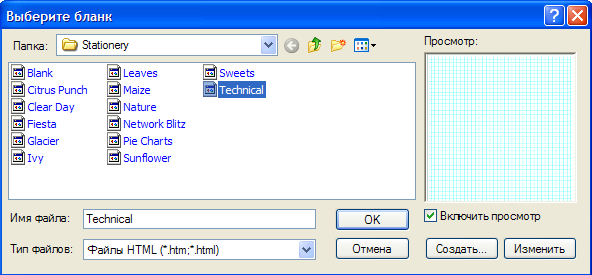 Выберите бланк
Папка: Stationery
Просмотр:
Blank Leaves Sweets
Citrus Punch Maize Technical
Clear Day Nature
Fiesta Network Blitz
Glacier Pie Charts
Ivy Sunflower
Имя файла: Technical OK
Включить просмотр
Тип файлов: Файлы HTML (*.htm;*.html) Отмена Создать... Изменить